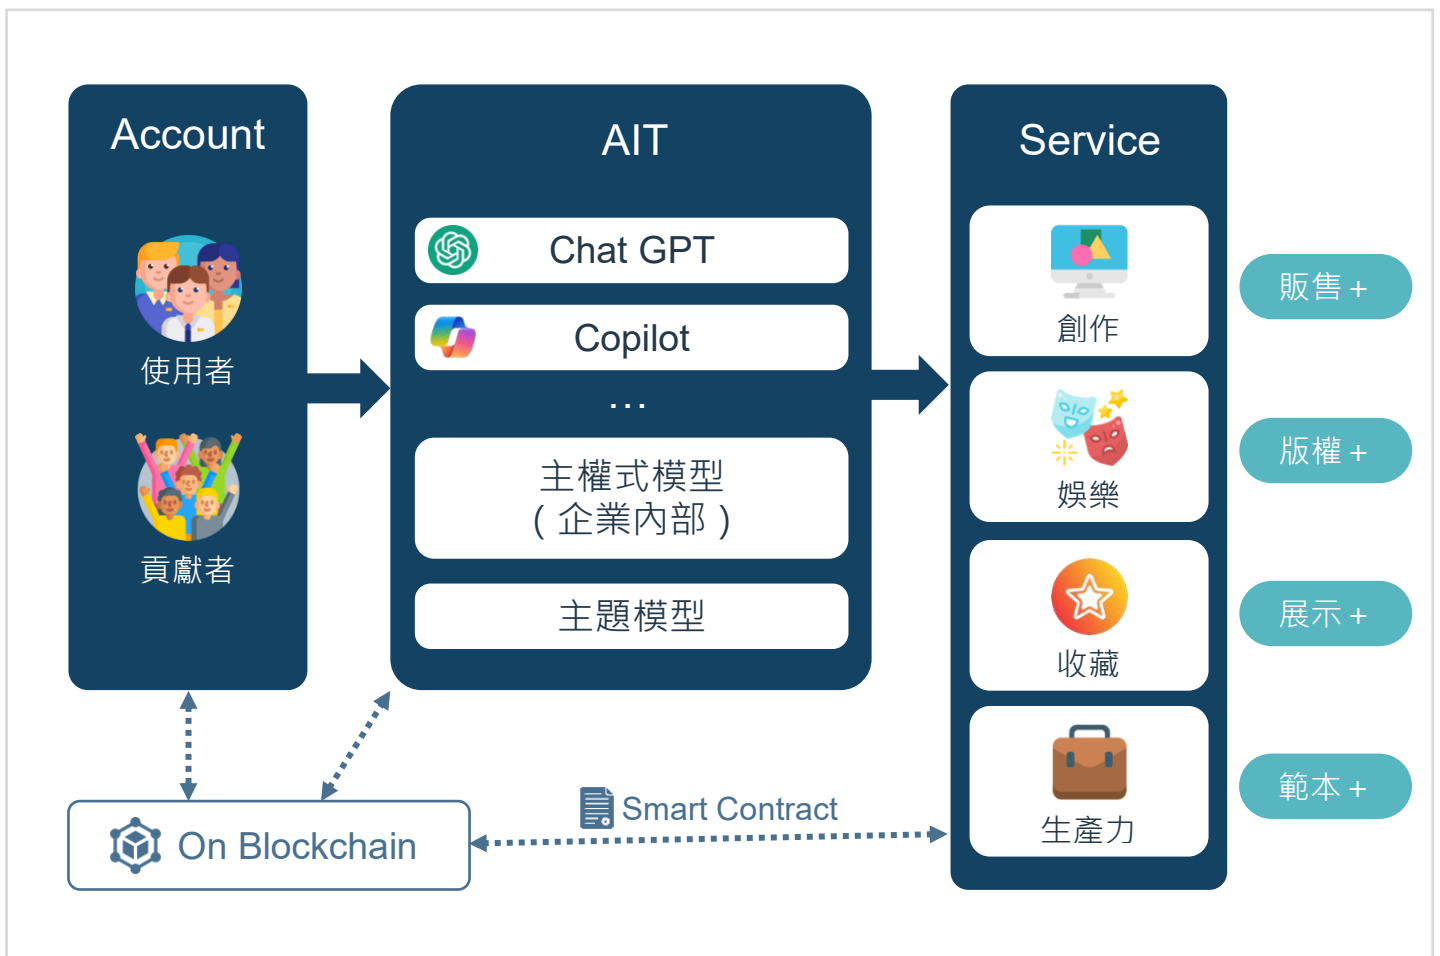 Account
使用者
貢獻者
AIT
Chat GPT
Copilot
...
主權式模型
( 企業內部 )
主題模型
Service
創作
娛樂
收藏
生產力
販售 +
版權 +
展示 +
範本 +
On Blockchain
Smart Contract